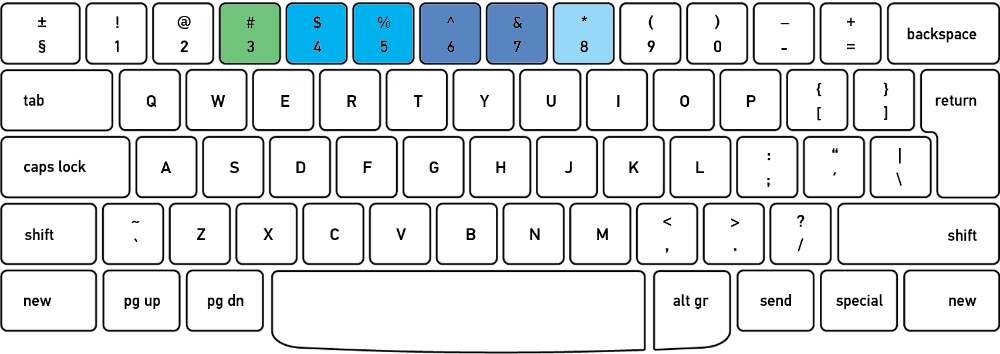 ± ! @ # $ % ^ & * ( ) – +
§ 1 2 3 4 5 6 7 8 9 0 - = backspace
tab Q W E R T Y U I O P { [ } ] return
caps lock A S D F G H J K L : ; “ ′ | \
shift ~ ` Z X C V B N M < , > . ? / shift
new pg up pg dn alt gr send special new